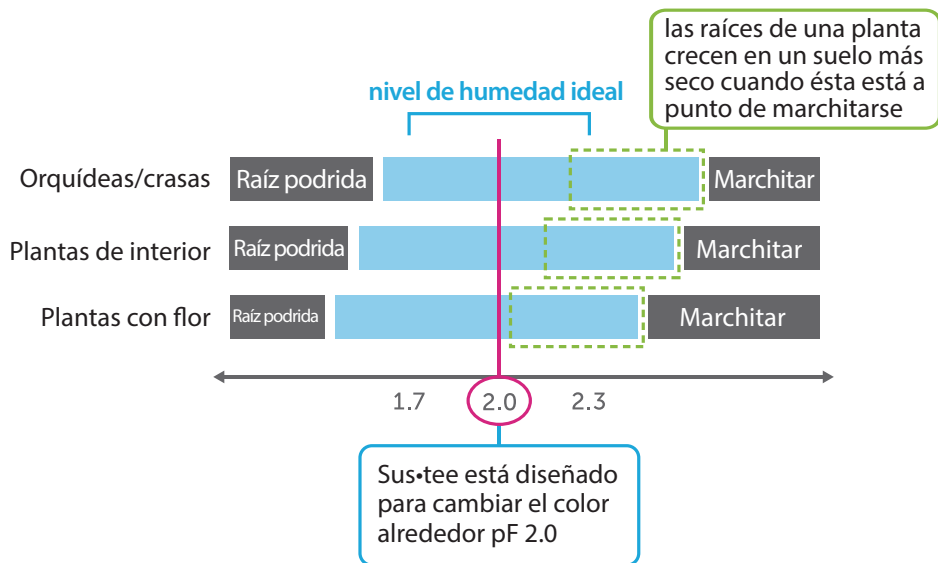 las raíces de una planta
crecen en un suelo más
seco cuando ésta está a
punto de marchitarse
nivel de humedad ideal
Orquídeas/crasas
Raíz podrida
Marchitar
Plantas de interior
Raíz podrida
Marchitar
Plantas con flor
Raíz podrida
Marchitar
1.7 2.0 2.3
Sus•tee está diseñado
para cambiar el color
alrededor pF 2.0